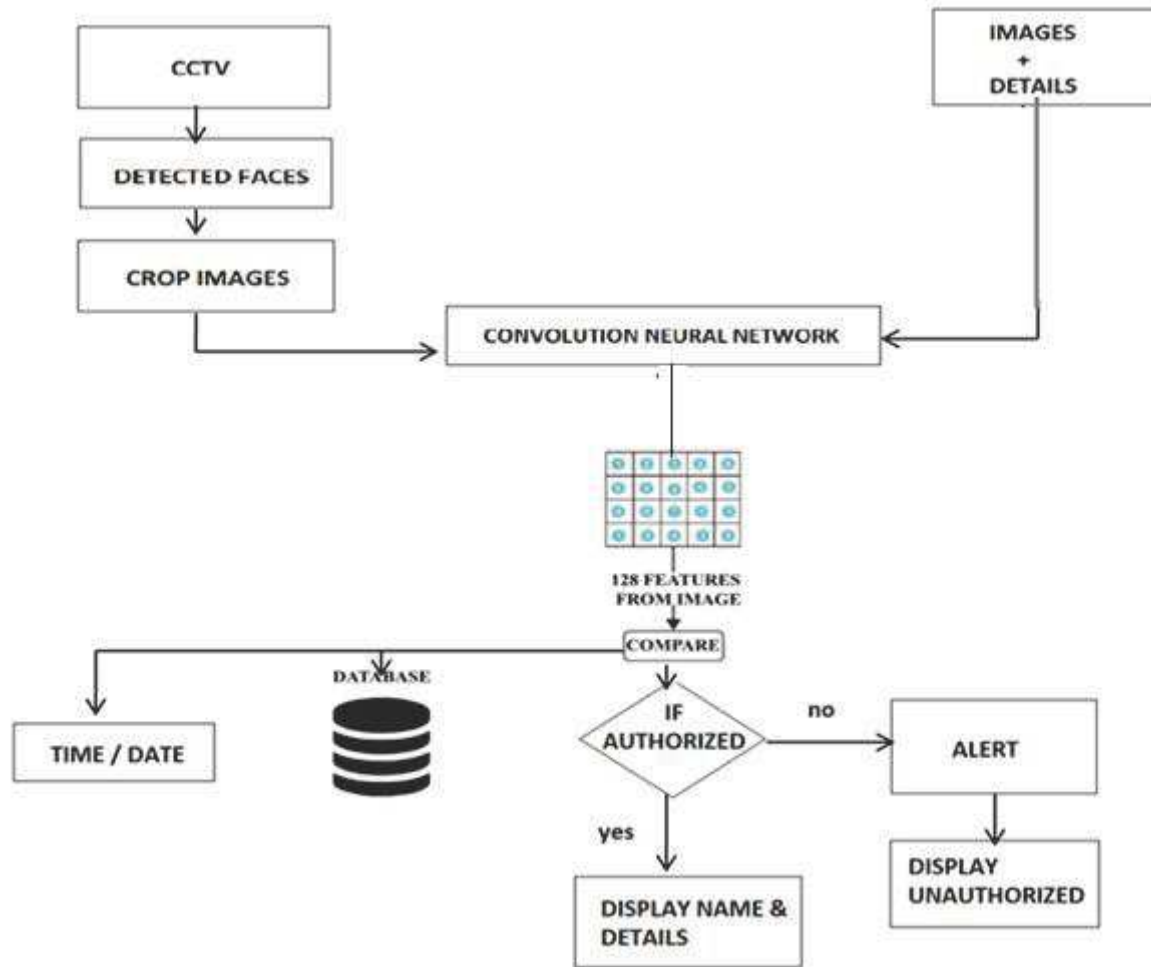 CCTV
IMAGES
+
DETAILS
DETECTED FACES
CROP IMAGES
CONVOLUTION NEURAL NETWORK
128 FEATURES
FROM IMAGE
COMPARE
DATABASE
TIME / DATE
IF
AUTHORIZED
no
ALERT
yes
DISPLAY
UNAUTHORIZED
DISPLAY NAME &
DETAILS